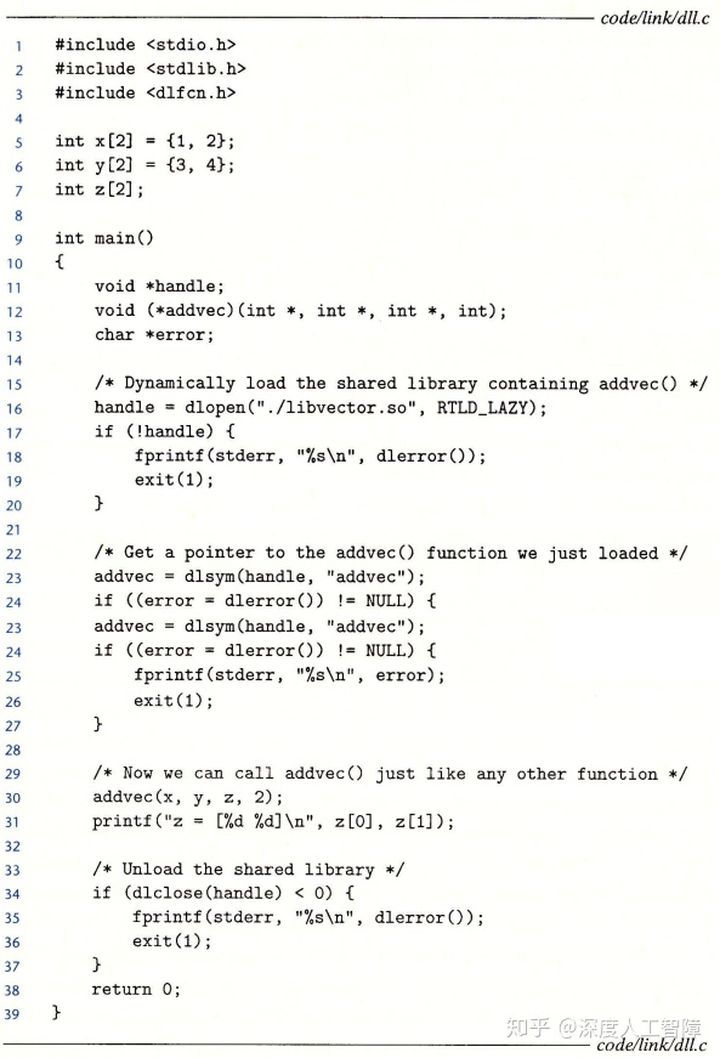 code/link/dll.c
1 #include <stdio.h>
2 #include <stdlib.h>
3 #include <dlfcn.h>
4
5 int x[2] = {1, 2};
6 int y[2] = {3, 4};
7 int z[2];
8
9 int main()
10 {
11     void *handle;
12     void (*addvec)(int *, int *, int *, int);
13     char *error;
14
15     /* Dynamically load the shared library containing addvec() */
16     handle = dlopen("./libvector.so", RTLD_LAZY);
17     if (!handle) {
18         fprintf(stderr, "%s\n", dlerror());
19         exit(1);
20     }
21
22     /* Get a pointer to the addvec() function we just loaded */
23     addvec = dlsym(handle, "addvec");
24     if ((error = dlerror()) != NULL) {
23     addvec = dlsym(handle, "addvec");
24     if ((error = dlerror()) != NULL) {
25         fprintf(stderr, "%s\n", error);
26         exit(1);
27     }
28
29     /* Now we can call addvec() just like any other function */
30     addvec(x, y, z, 2);
31     printf("z = [%d %d]\n", z[0], z[1]);
32
33     /* Unload the shared library */
34     if (dlclose(handle) < 0) {
35         fprintf(stderr, "%s\n", dlerror());
36         exit(1);
37     }
38     return 0;
39 }
知乎 @深度人工智障
code/link/dll.c